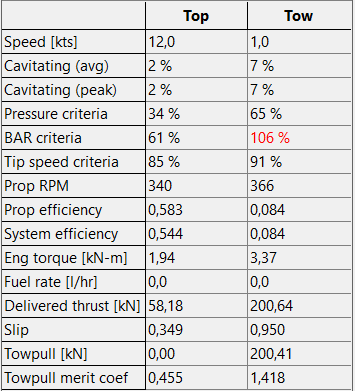 Top Tow
Speed [kts] 12,0 1,0
Cavitating (avg) 2 % 7 %
Cavitating (peak) 2 % 7 %
Pressure criteria 34 % 65 %
BAR criteria 61 % 106 %
Tip speed criteria 85 % 91 %
Prop RPM 340 366
Prop efficiency 0,583 0,084
System efficiency 0,544 0,084
Eng torque [kN-m] 1,94 3,37
Fuel rate [l/hr] 0,0 0,0
Delivered thrust [kN] 58,18 200,64
Slip 0,349 0,950
Towpull [kN] 0,00 200,41
Towpull merit coef 0,455 1,418